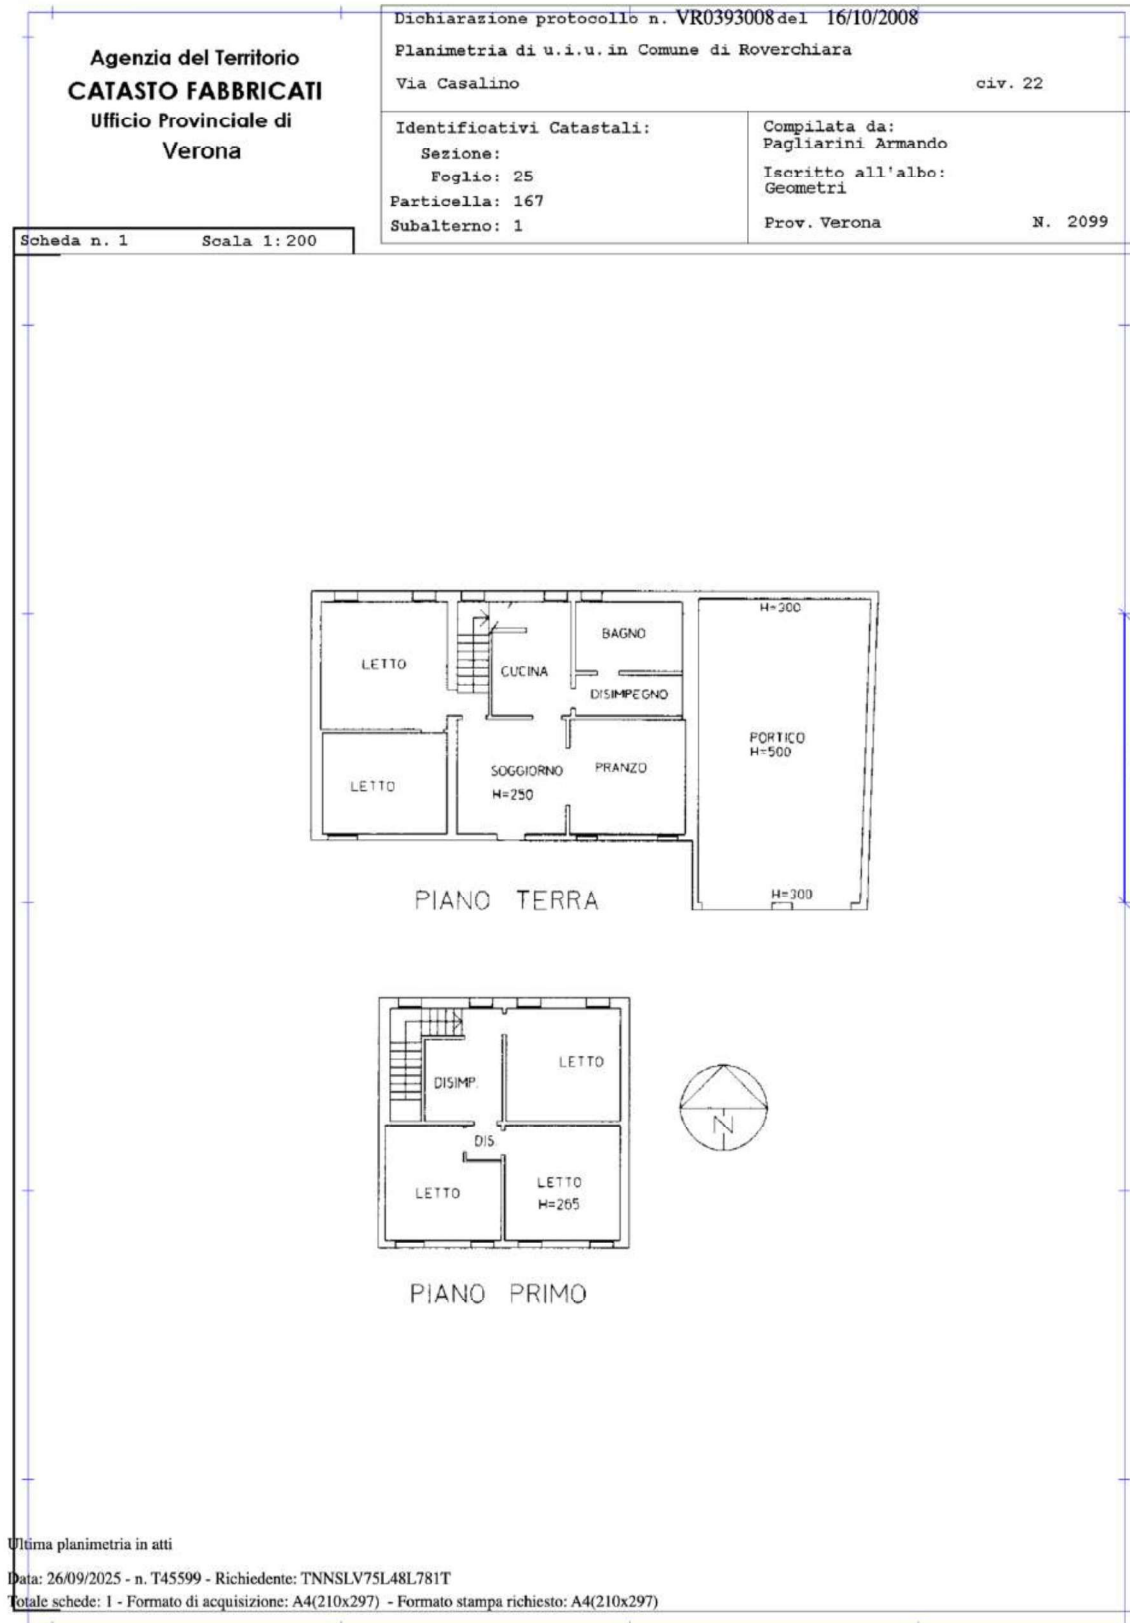 Agenzia del Territorio
CATASTO FABBRICATI
Ufficio Provinciale di
Verona
Dichiarazione protocollo n. VR0393008 del 16/10/2008
Planimetria di u.i.u. in Comune di Roverchiara
Via Casalino civ. 22
Identificativi Catastali:
Sezione:
Foglio: 25
Particella: 167
Subalterno: 1
Compilata da:
Pagliarini Armando
Iscritto all'albo:
Geometri
Prov. Verona N. 2099
Scheda n. 1 Scala 1:200
H=300
BAGNO
LETTO
CUCINA
DISIMPEGNO
PORTICO
H=500
SOGGIORNO
H=250
PRANZO
LETTO
H=300
PIANO TERRA
LETTO
DISIMP.
DIS.
LETTO
LETTO
H=265
N
PIANO PRIMO
Ultima planimetria in atti
Data: 26/09/2025 - n. T45599 - Richiedente: TNNSLV75L48L781T
Totale schede: 1 - Formato di acquisizione: A4(210x297) - Formato stampa richiesto: A4(210x297)